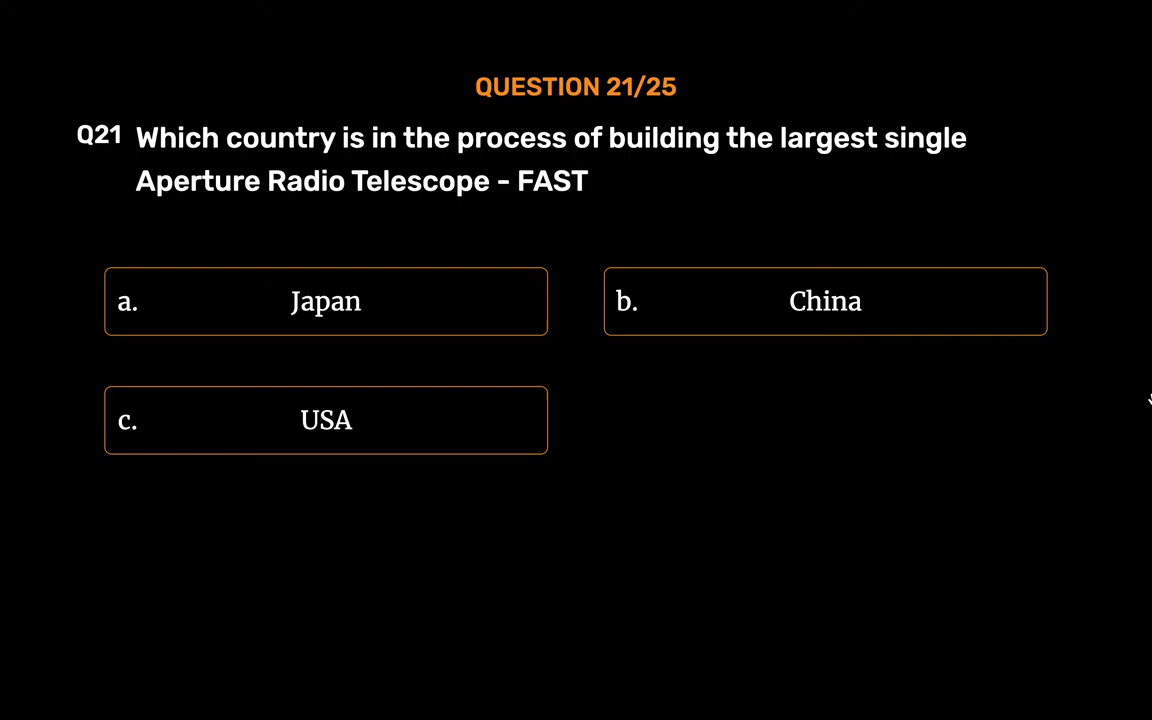 QUESTION 21/25
Q21 Which country is in the process of building the largest single
Aperture Radio Telescope - FAST
a. Japan
b. China
c. USA